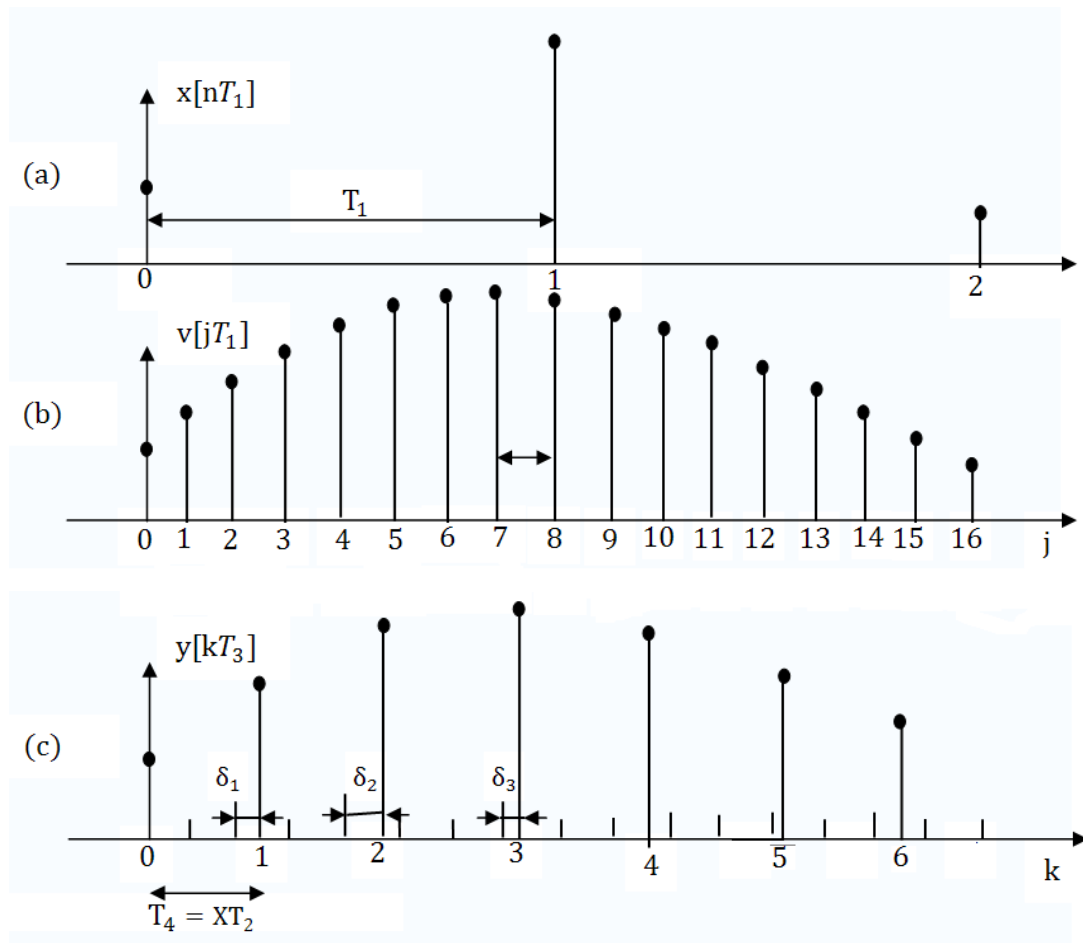 x[nT₁]
(a)
T₁
0 1 2
v[jT₁]
(b)
0 1 2 3 4 5 6 7 8 9 10 11 12 13 14 15 16 j
y[kT₃]
(c)
δ₁ δ₂ δ₃
0 1 2 3 4 5 6 k
T₄ = XT₂